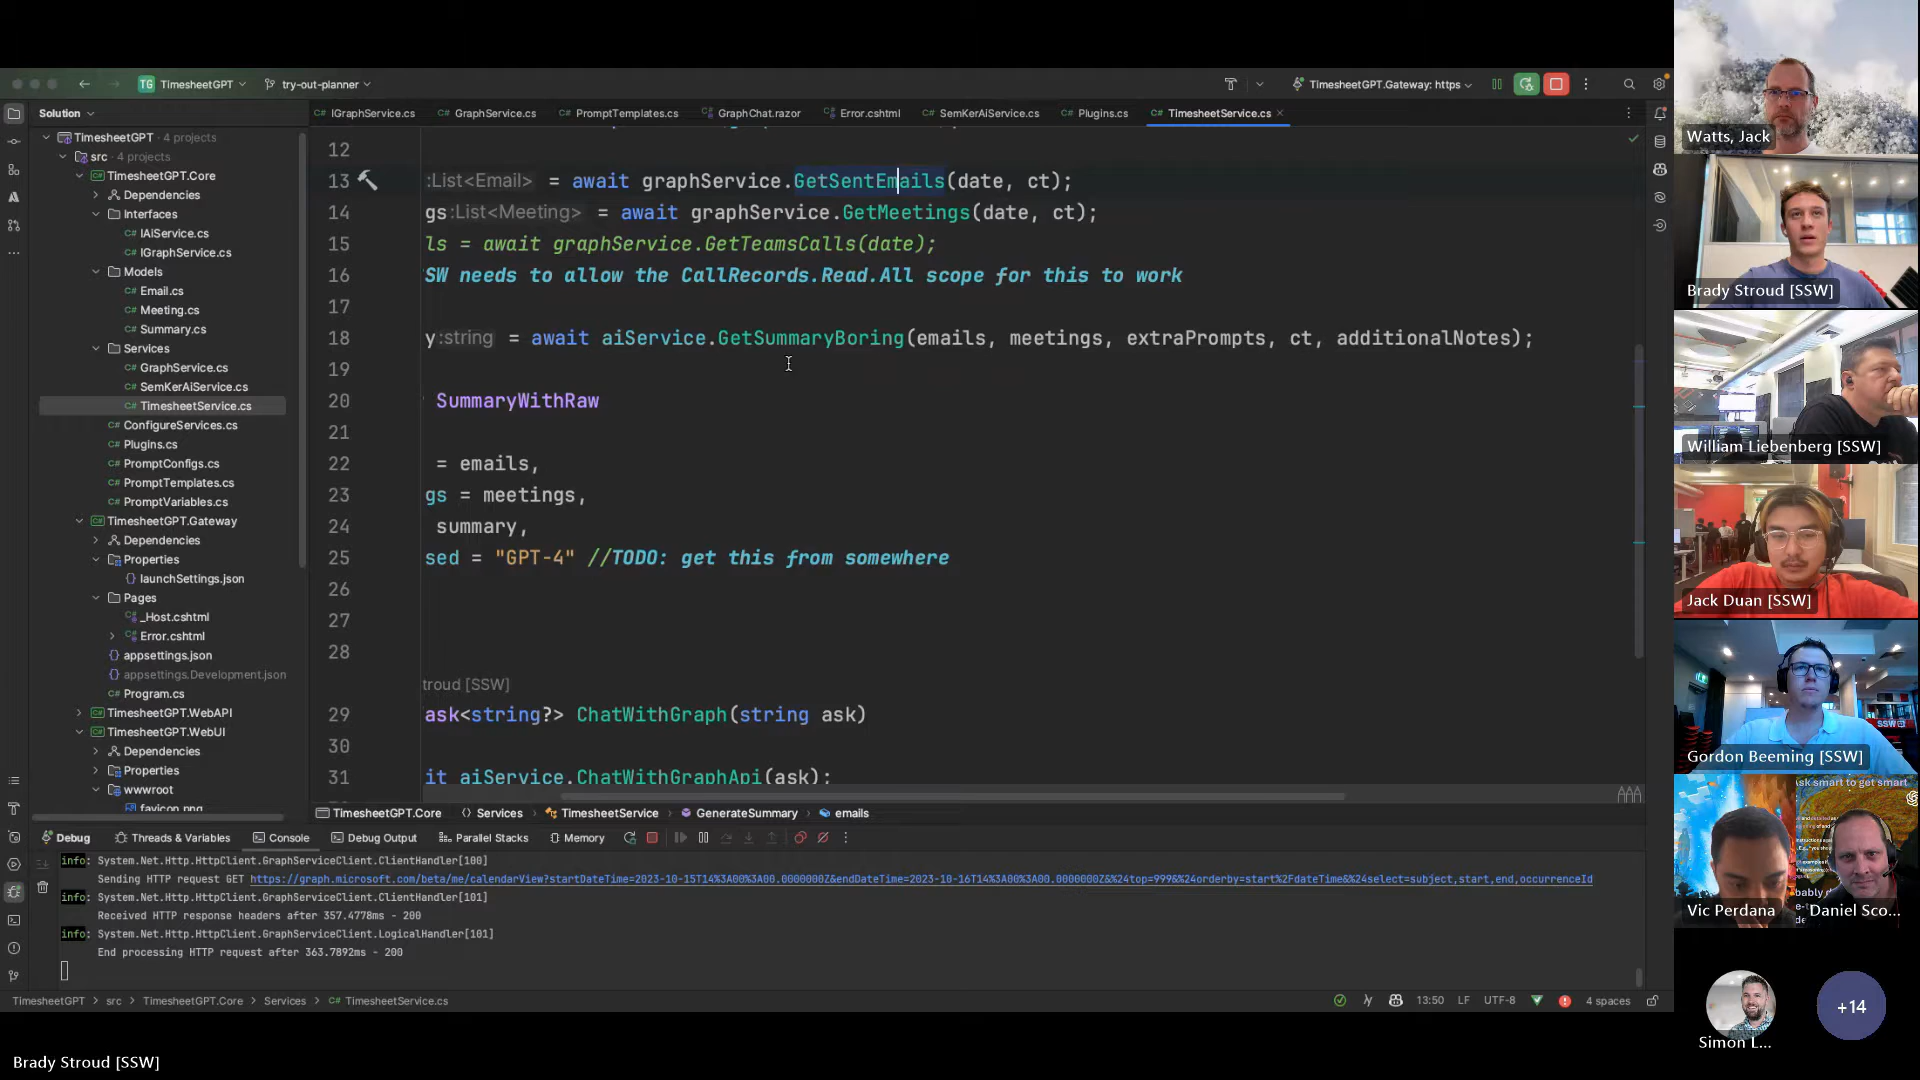 TG TimesheetGPT
try-out-planner
TimesheetGPT.Gateway: https
Solution
IGraphService.cs
GraphService.cs
PromptTemplates.cs
GraphChat.razor
Error.cshtml
SemKerAiService.cs
Plugins.cs
TimesheetService.cs
TimesheetGPT 4 projects
src 4 projects
TimesheetGPT.Core
Dependencies
Interfaces
IAiService.cs
IGraphService.cs
Models
Email.cs
Meeting.cs
Summary.cs
Services
GraphService.cs
SemKerAiService.cs
TimesheetService.cs
ConfigureServices.cs
Plugins.cs
PromptConfigs.cs
PromptTemplates.cs
PromptVariables.cs
TimesheetGPT.Gateway
Dependencies
Properties
launchSettings.json
Pages
_Host.cshtml
Error.cshtml
appsettings.json
appsettings.Development.json
Program.cs
TimesheetGPT.WebAPI
TimesheetGPT.WebUI
Dependencies
Properties
wwwroot
favicon.png
12
13 :List<Email> = await graphService.GetSentEmails(date, ct);
14 gs:List<Meeting> = await graphService.GetMeetings(date, ct);
15 ls = await graphService.GetTeamsCalls(date);
16 SW needs to allow the CallRecords.Read.All scope for this to work
17
18 y:string = await aiService.GetSummaryBoring(emails, meetings, extraPrompts, ct, additionalNotes);
19
20 SummaryWithRaw
21
22 = emails,
23 gs = meetings,
24 summary,
25 sed = "GPT-4" //TODO: get this from somewhere
26
27
28
troud [SSW]
29 ask<string?> ChatWithGraph(string ask)
30
31 it aiService.ChatWithGraphApi(ask);
TimesheetGPT.Core Services TimesheetService GenerateSummary emails
Debug Threads & Variables Console Debug Output Parallel Stacks Memory
info: System.Net.Http.HttpClient.GraphServiceClient.ClientHandler[100]
Sending HTTP request GET https://graph.microsoft.com/beta/me/calendarView?startDateTime=2023-10-15T14%3A00%3A00.0000000Z&endDateTime=2023-10-16T14%3A00%3A00.0000000Z&%24top=999&%24orderby=start%2FdateTime&%24select=subject,start,end,occurrenceId
info: System.Net.Http.HttpClient.GraphServiceClient.ClientHandler[101]
Received HTTP response headers after 357.4778ms - 200
info: System.Net.Http.HttpClient.GraphServiceClient.LogicalHandler[101]
End processing HTTP request after 363.7892ms - 200
TimesheetGPT src TimesheetGPT.Core Services TimesheetService.cs
13:50 LF UTF-8 4 spaces
Brady Stroud [SSW]
Watts, Jack
Brady Stroud [SSW]
William Liebenberg [SSW]
Jack Duan [SSW]
SSW
Gordon Beeming [SSW]
Ask smart to get smart
Vic Perdana
Daniel Sco...
Simon L...
+14